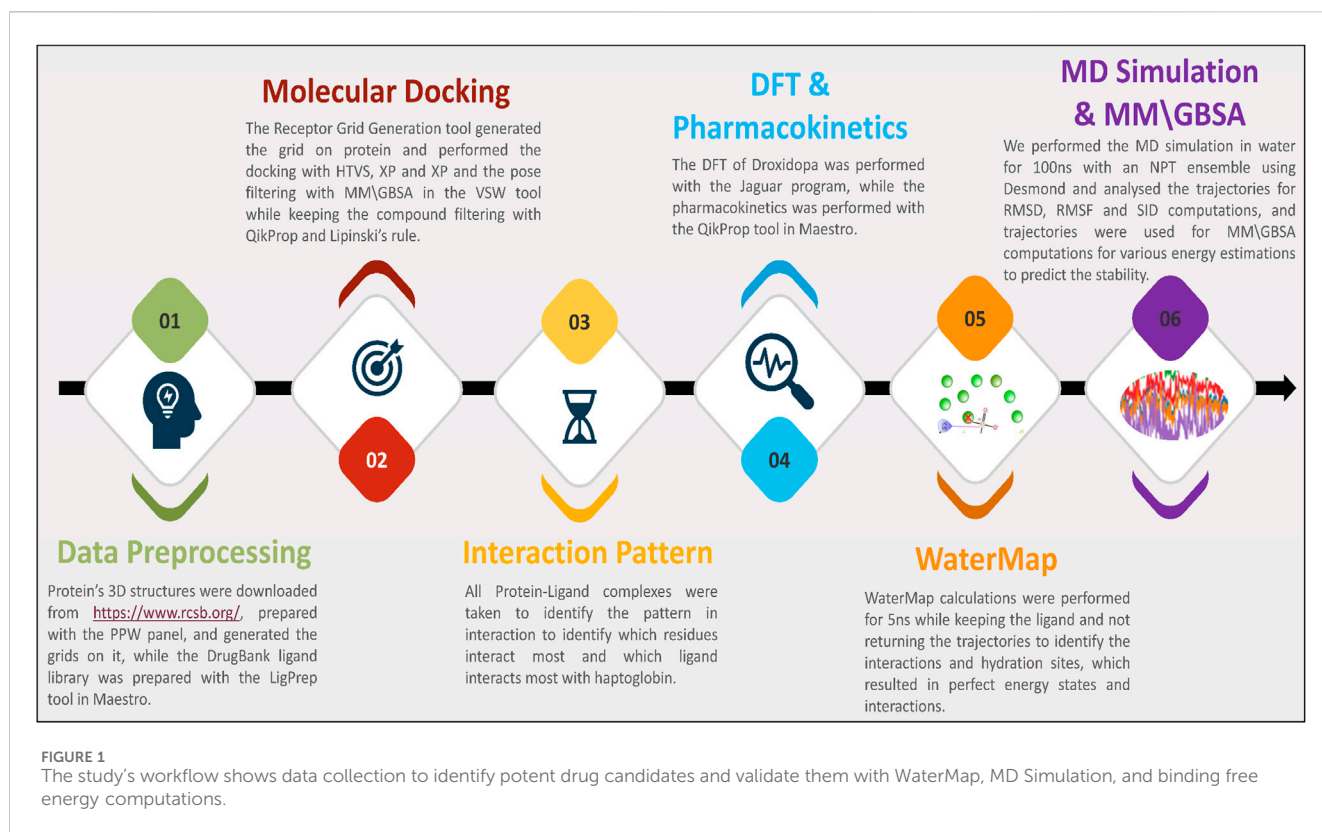 Molecular Docking
The Receptor Grid Generation tool generated
the grid on protein and performed the
docking with HTVS, XP and XP and the pose
filtering with MM\GBSA in the VSW tool
while keeping the compound filtering with
QikProp and Lipinski's rule.
DFT &
Pharmacokinetics
The DFT of Droxidopa was performed
with the Jaguar program, while the
pharmacokinetics was performed with
the QikProp tool in Maestro.
MD Simulation
& MM\GBSA
We performed the MD simulation in water
for 100ns with an NPT ensemble using
Desmond and analysed the trajectories for
RMSD, RMSF and SID computations, and
trajectories were used for MM\GBSA
computations for various energy estimations
to predict the stability.
01
02
03
04
05
06
Data Preprocessing
Protein's 3D structures were downloaded
from https://www.rcsb.org/, prepared
with the PPW panel, and generated the
grids on it, while the DrugBank ligand
library was prepared with the LigPrep
tool in Maestro.
Interaction Pattern
All Protein-Ligand complexes were
taken to identify the pattern in
interaction to identify which residues
interact most and which ligand
interacts most with haptoglobin.
WaterMap
WaterMap calculations were performed
for 5ns while keeping the ligand and not
returning the trajectories to identify the
interactions and hydration sites, which
resulted in perfect energy states and
interactions.
FIGURE 1
The study's workflow shows data collection to identify potent drug candidates and validate them with WaterMap, MD Simulation, and binding free
energy computations.